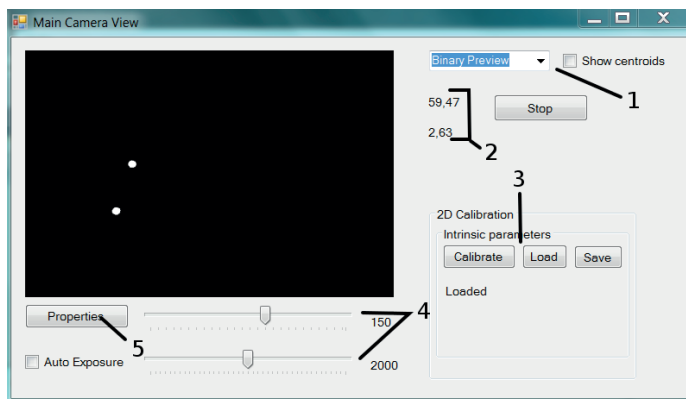 Main Camera View
Binary Preview
Show centroids
1
59,47
Stop
2,63
2
3
2D Calibration
Intrinsic parameters
Calibrate Load Save
Loaded
Properties
150
4
5
Auto Exposure
2000